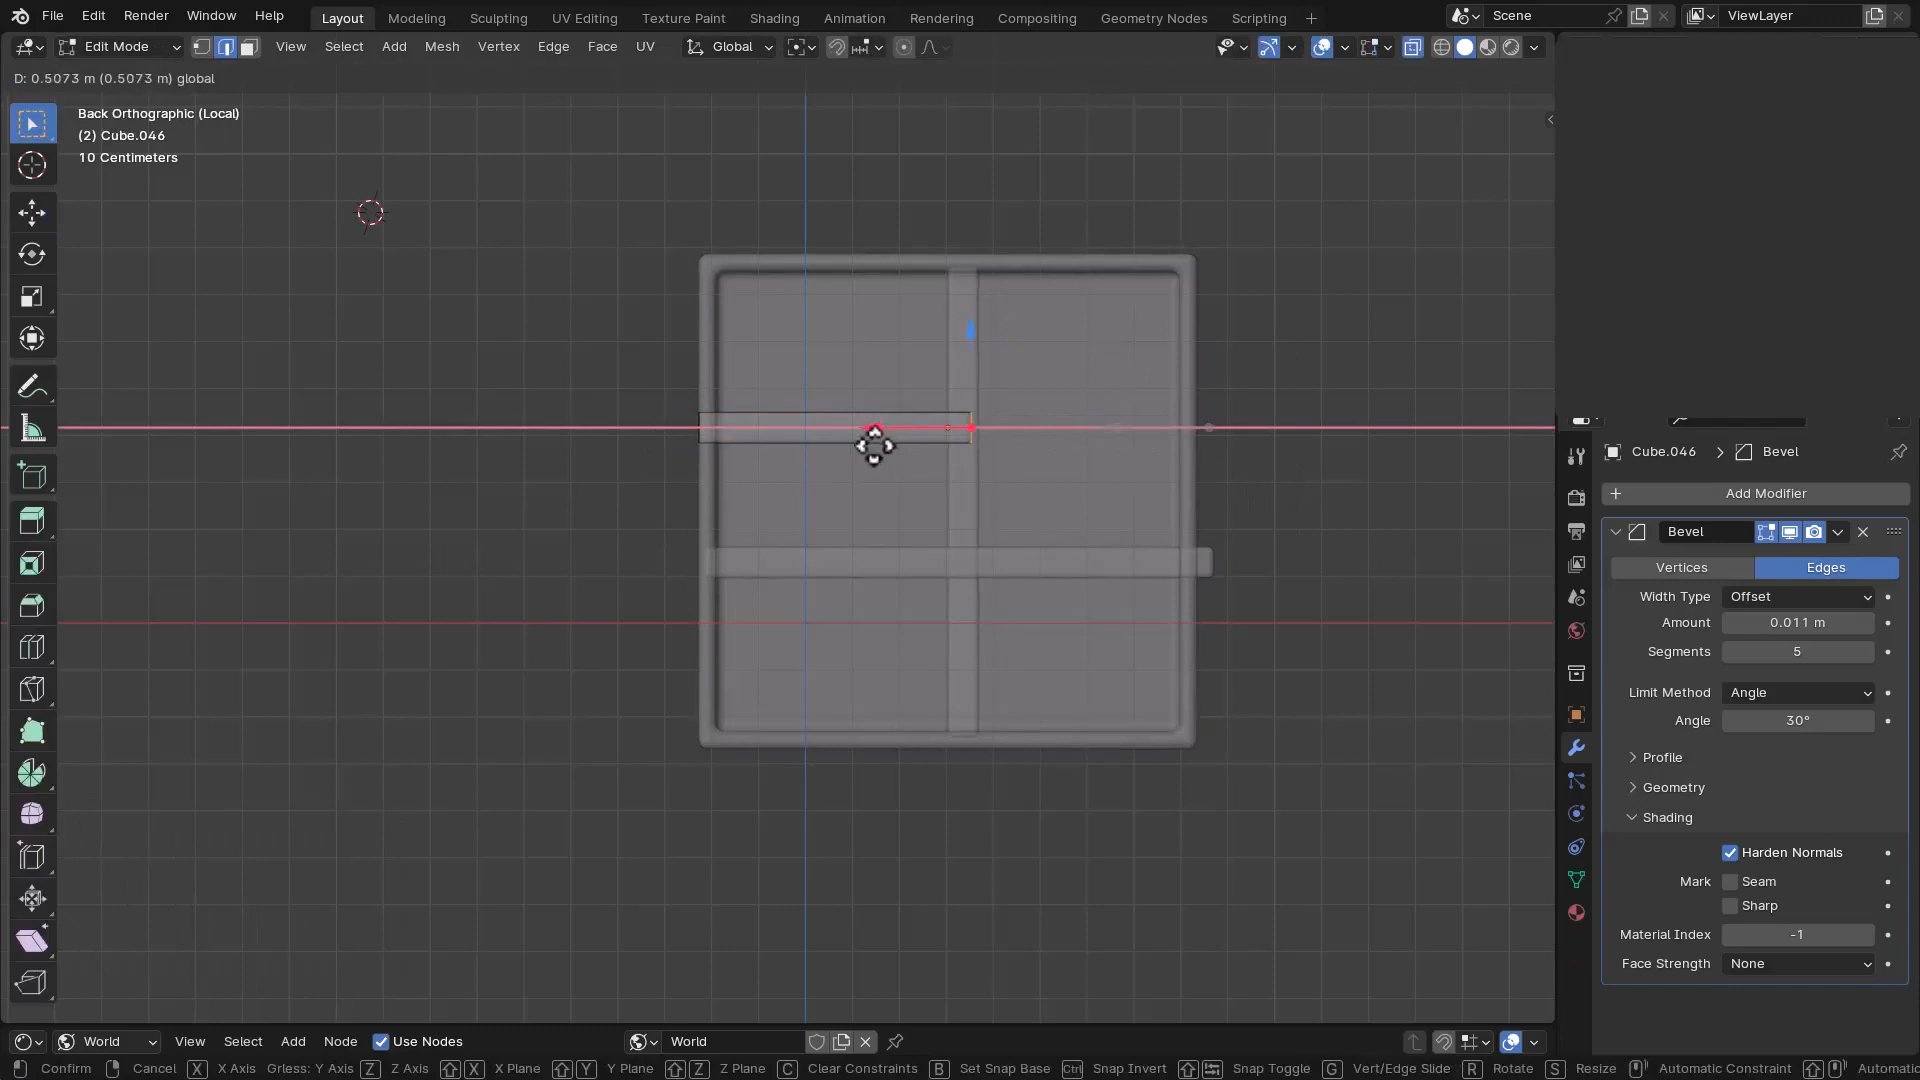 File Edit Render Window Help Layout Modeling Sculpting UV Editing Texture Paint Shading Animation Rendering Compositing Geometry Nodes Scripting + Scene ViewLayer
Edit Mode View Select Add Mesh Vertex Edge Face UV Global
D: 0.5073 m (0.5073 m) global
Back Orthographic (Local)
(2) Cube.046
10 Centimeters
Cube.046 > Bevel
+ Add Modifier
Bevel
Vertices Edges
Width Type Offset
Amount 0.011 m
Segments 5
Limit Method Angle
Angle 30°
Profile
Geometry
Shading
Harden Normals
Mark Seam
Sharp
Material Index -1
Face Strength None
World View Select Add Node Use Nodes World
Confirm Cancel X X Axis Grless: Y Axis Z Z Axis X X Plane Y Y Plane Z Z Plane C Clear Constraints B Set Snap Base Ctrl Snap Invert Snap Toggle G Vert/Edge Slide R Rotate S Resize Automatic Constraint Automatic